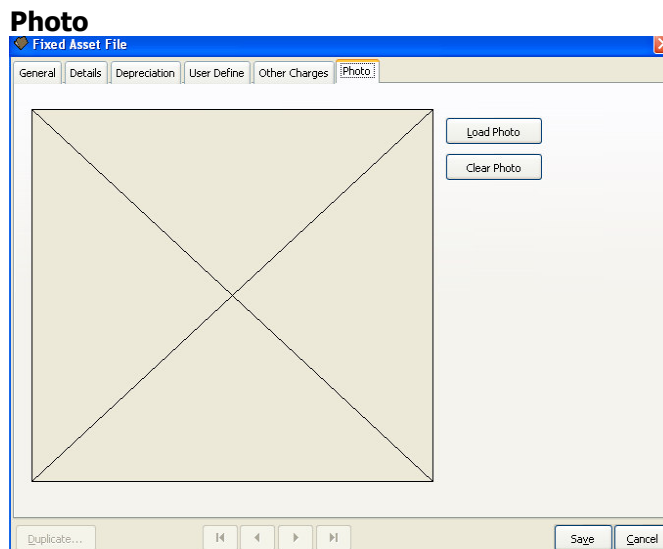 Photo
Fixed Asset File
General Details Depreciation User Define Other Charges Photo
Load Photo
Clear Photo
Duplicate... Save Cancel